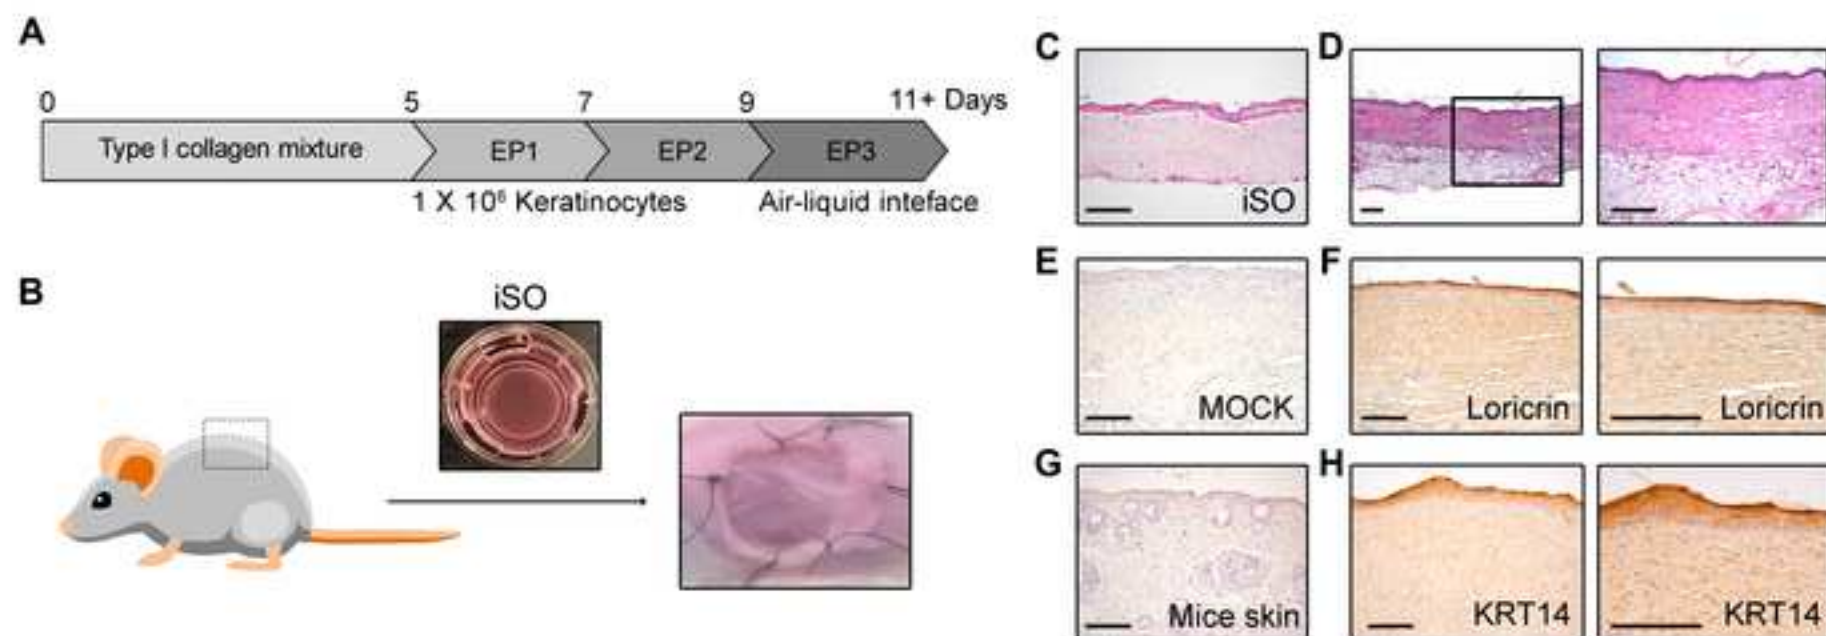 A
0 5 7 9 11+ Days
Type I collagen mixture EP1 EP2 EP3
1 X 10⁶ Keratinocytes Air-liquid inteface
B
iSO
C
iSO
D
E
MOCK
F
Loricrin
Loricrin
G
Mice skin
H
KRT14
KRT14